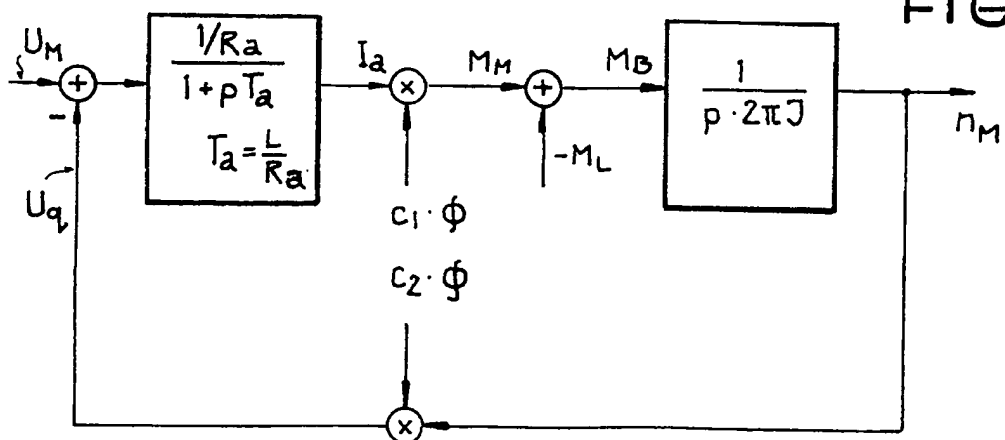 FIG
U_M
+
-
1/Ra
1+pTa
Ta = L/Ra
Ia
×
M_M
+
M_B
1
p·2πJ
n_M
-M_L
U_q
c₁·ϕ
c₂·ϕ
×